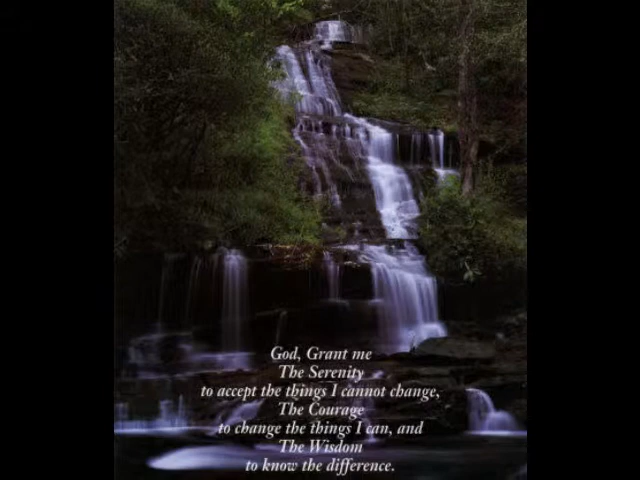 God, Grant me
The Serenity
to accept the things I cannot change,
The Courage
to change the things I can, and
The Wisdom
to know the difference.